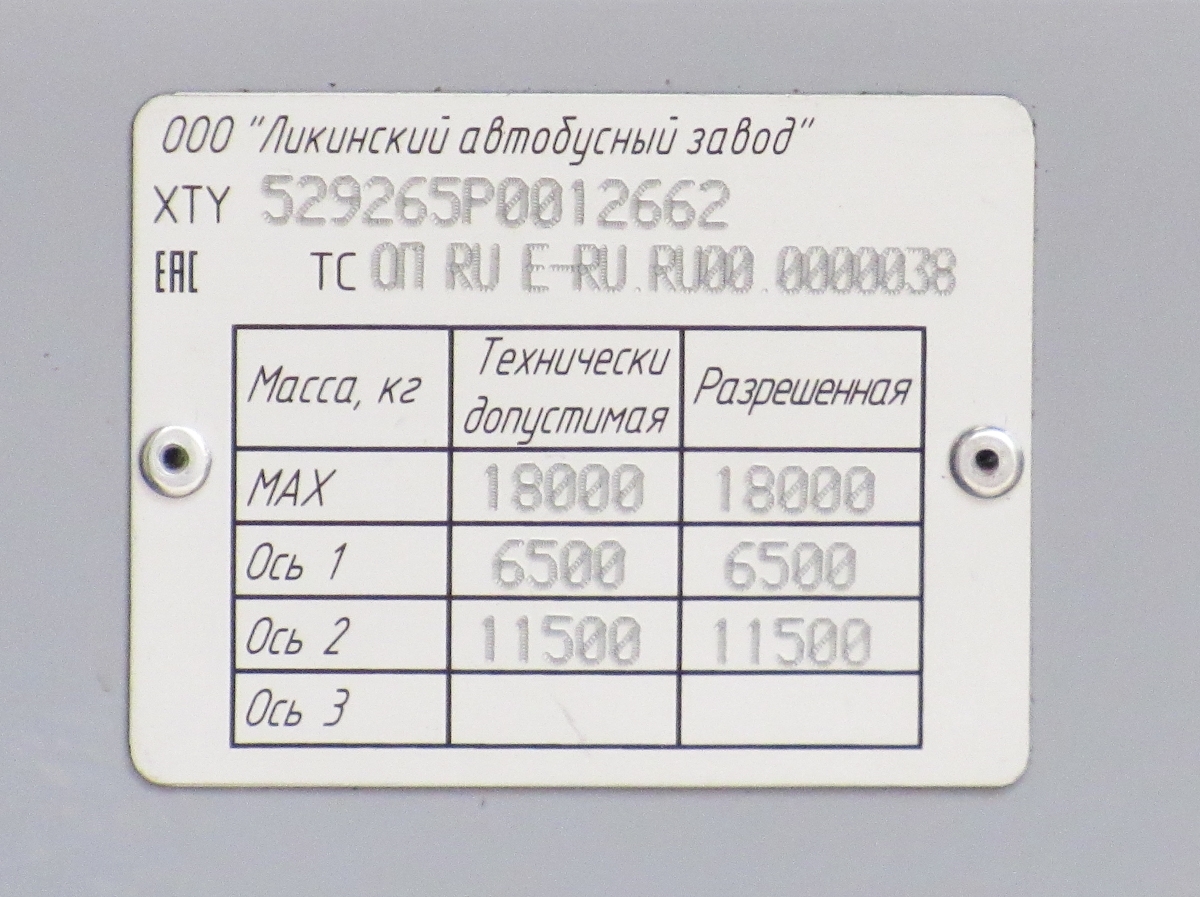 ООО "Ликинский автобусный завод"
XTY 529265P0012662
EAC ТС ОП RU E-RU.RU00.0000038
Масса, кг Технически допустимая Разрешенная
MAX 18000 18000
Ось 1 6500 6500
Ось 2 11500 11500
Ось 3